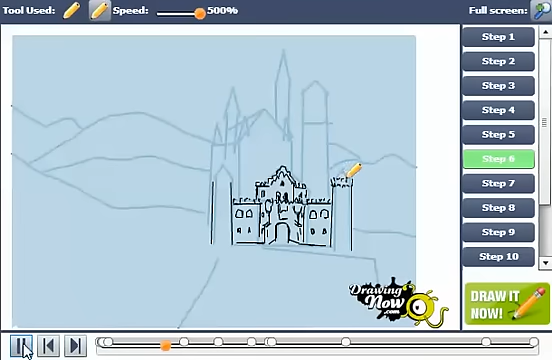 Tool Used:
Speed:
500%
Full screen:
Step 1
Step 2
Step 3
Step 4
Step 5
Step 6
Step 7
Step 8
Step 9
Step 10
Drawing
Now
.com
DRAW IT
NOW!